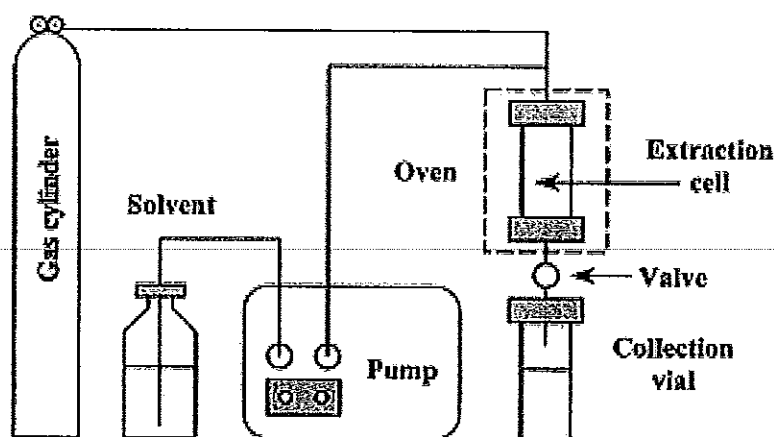 Gas cylinder
Solvent
Pump
Oven
Extraction
cell
Valve
Collection
vial